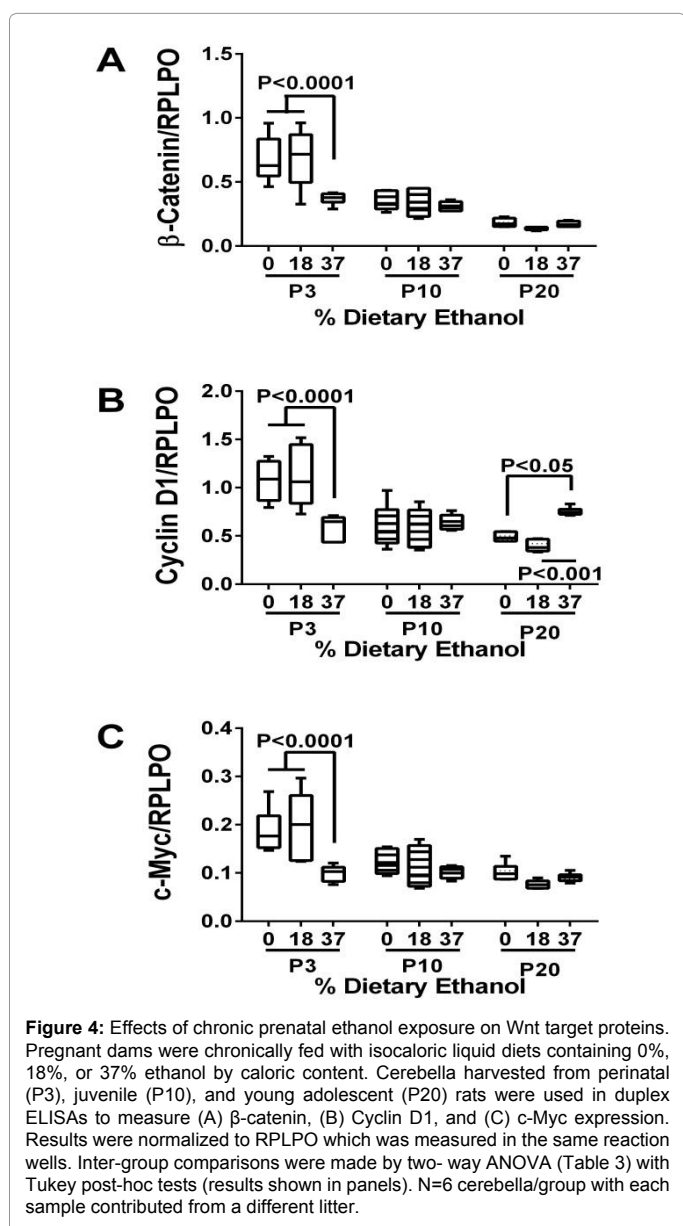 A
β-Catenin/RPLPO
1.5
1.0
0.5
0.0
P<0.0001
0 18 37 0 18 37 0 18 37
P3 P10 P20
% Dietary Ethanol
B
Cyclin D1/RPLPO
2.0
1.5
1.0
0.5
0.0
P<0.0001
P<0.05
P<0.001
0 18 37 0 18 37 0 18 37
P3 P10 P20
% Dietary Ethanol
C
c-Myc/RPLPO
0.4
0.3
0.2
0.1
0.0
P<0.0001
0 18 37 0 18 37 0 18 37
P3 P10 P20
% Dietary Ethanol
Figure 4: Effects of chronic prenatal ethanol exposure on Wnt target proteins.
Pregnant dams were chronically fed with isocaloric liquid diets containing 0%,
18%, or 37% ethanol by caloric content. Cerebella harvested from perinatal
(P3), juvenile (P10), and young adolescent (P20) rats were used in duplex
ELISAs to measure (A) β-catenin, (B) Cyclin D1, and (C) c-Myc expression.
Results were normalized to RPLPO which was measured in the same reaction
wells. Inter-group comparisons were made by two- way ANOVA (Table 3) with
Tukey post-hoc tests (results shown in panels). N=6 cerebella/group with each
sample contributed from a different litter.